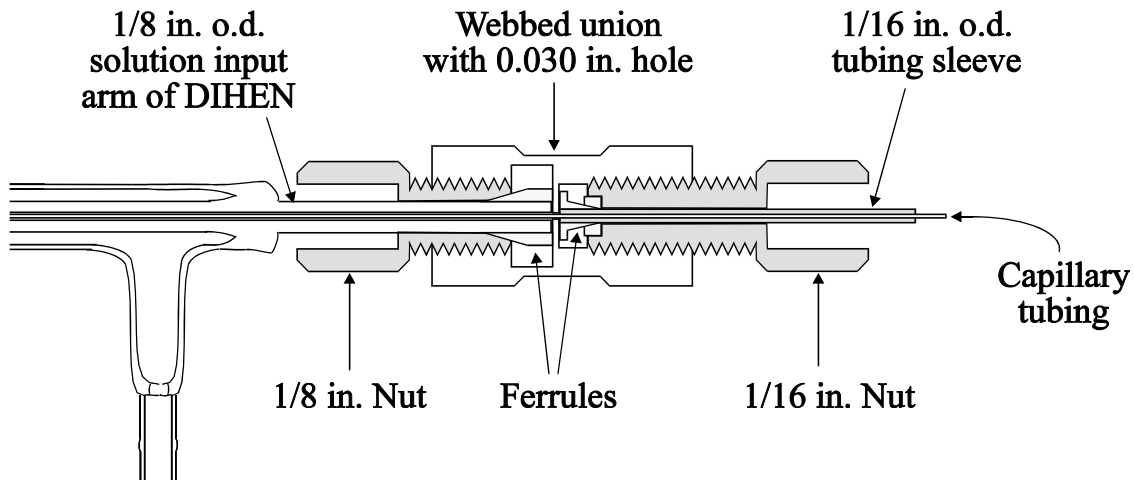 1/8 in. o.d.
solution input
arm of DIHEN
Webbed union
with 0.030 in. hole
1/16 in. o.d.
tubing sleeve
Capillary
tubing
1/8 in. Nut
Ferrules
1/16 in. Nut